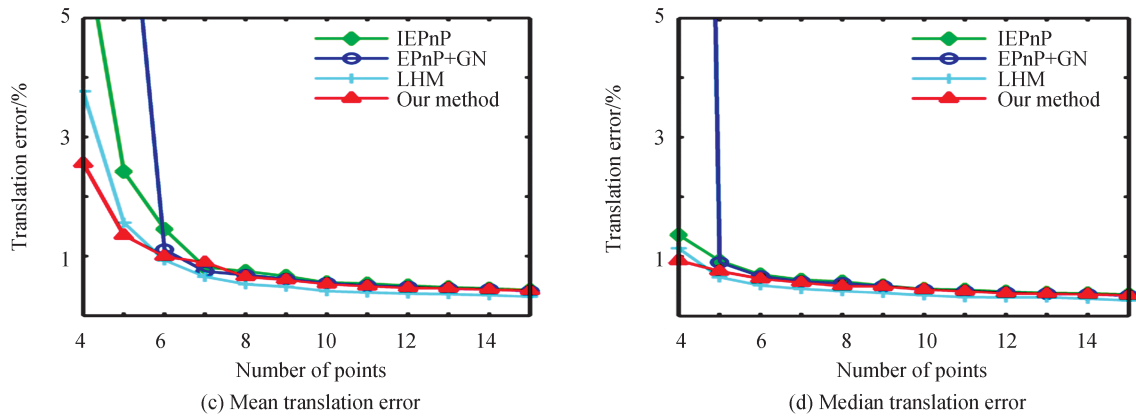 5
3
1
Translation error/%
IEPnP
EPnP+GN
LHM
Our method
4 6 8 10 12 14
Number of points
(c) Mean translation error
5
3
1
Translation error/%
IEPnP
EPnP+GN
LHM
Our method
4 6 8 10 12 14
Number of points
(d) Median translation error